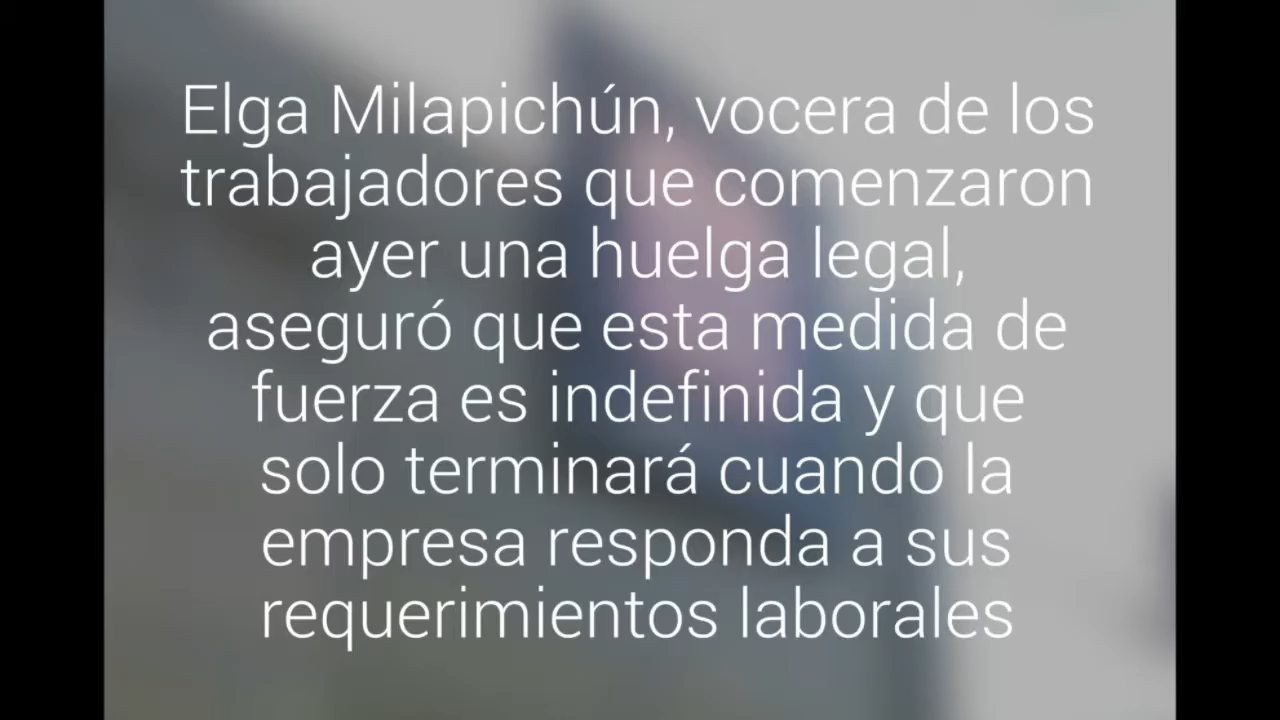 Elga Milapichún, vocera de los
trabajadores que comenzaron
ayer una huelga legal,
aseguró que esta medida de
fuerza es indefinida y que
solo terminará cuando la
empresa responda a sus
requerimientos laborales